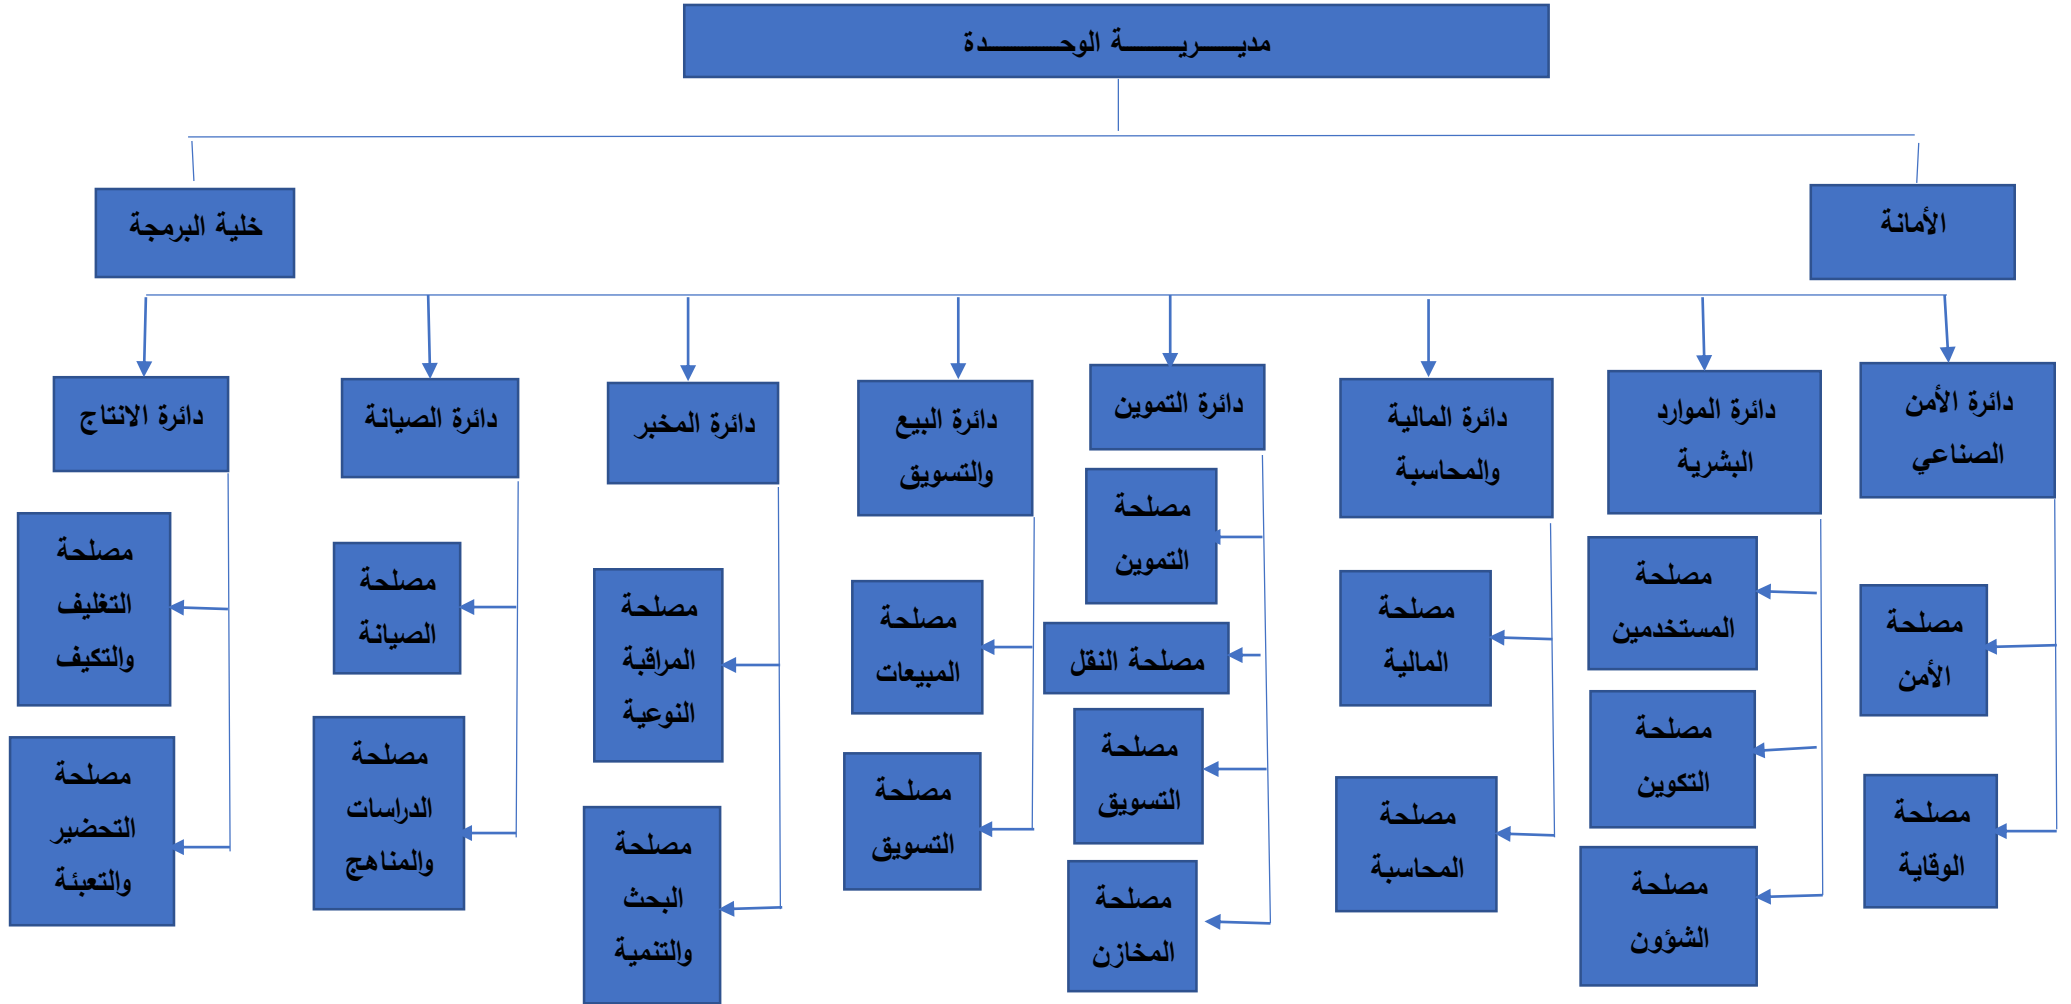 مديـــــريـــــــة الوحـــــــــدة
الأمانة
خلية البرمجة
دائرة الأمن
الصناعي
دائرة الموارد
البشرية
دائرة المالية
والمحاسبة
دائرة التموين
دائرة البيع
والتسويق
دائرة المخبر
دائرة الصيانة
دائرة الانتاج
مصلحة
الأمن
مصلحة
الوقاية
مصلحة
المستخدمين
مصلحة
التكوين
مصلحة
الشؤون
مصلحة
المالية
مصلحة
المحاسبة
مصلحة
التموين
مصلحة النقل
مصلحة
التسويق
مصلحة
المخازن
مصلحة
المبيعات
مصلحة
التسويق
مصلحة
المراقبة
النوعية
مصلحة
البحث
والتنمية
مصلحة
الصيانة
مصلحة
الدراسات
والمناهج
مصلحة
التغليف
والتكيف
مصلحة
التحضير
والتعبئة